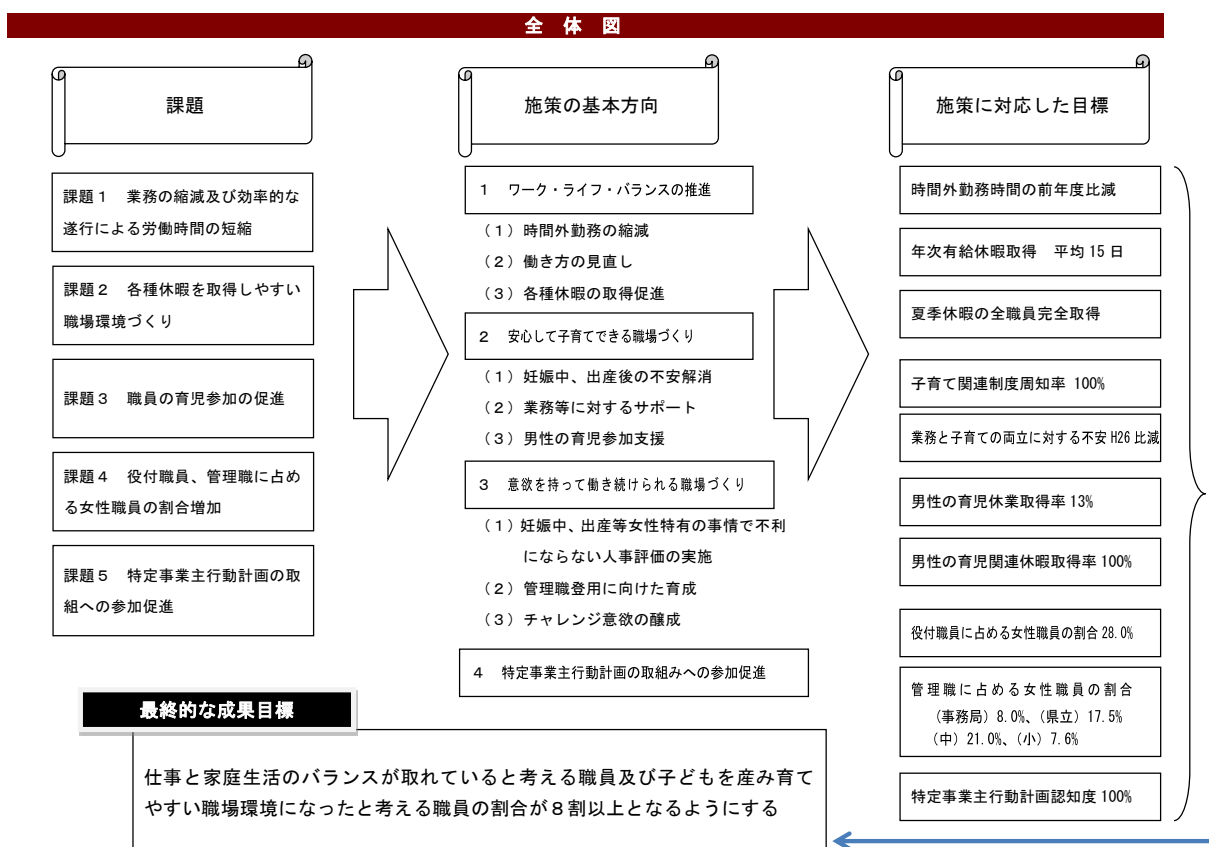 全 体 図
課題
課題１　業務の縮減及び効率的な
遂行による労働時間の短縮
課題２　各種休暇を取得しやすい
職場環境づくり
課題３　職員の育児参加の促進
課題４　役付職員、管理職に占め
る女性職員の割合増加
課題５　特定事業主行動計画の取
組への参加促進
施策の基本方向
１　ワーク・ライフ・バランスの推進
（１）時間外勤務の縮減
（２）働き方の見直し
（３）各種休暇の取得促進
２　安心して子育てできる職場づくり
（１）妊娠中、出産後の不安解消
（２）業務等に対するサポート
（３）男性の育児参加支援
３　意欲を持って働き続けられる職場づくり
（１）妊娠中、出産等女性特有の事情で不利
にならない人事評価の実施
（２）管理職登用に向けた育成
（３）チャレンジ意欲の醸成
４　特定事業主行動計画の取組みへの参加促進
施策に対応した目標
時間外勤務時間の前年度比減
年次有給休暇取得　平均 15 日
夏季休暇の全職員完全取得
子育て関連制度周知率 100%
業務と子育ての両立に対する不安 H26 比減
男性の育児休業取得率 13%
男性の育児関連休暇取得率 100%
役付職員に占める女性職員の割合 28.0%
管理職に占める女性職員の割合
（事務局）8.0%、（県立）17.5%
（中）21.0%、（小）7.6%
特定事業主行動計画認知度 100%
最終的な成果目標
仕事と家庭生活のバランスが取れていると考える職員及び子どもを産み育て
やすい職場環境になったと考える職員の割合が８割以上となるようにする